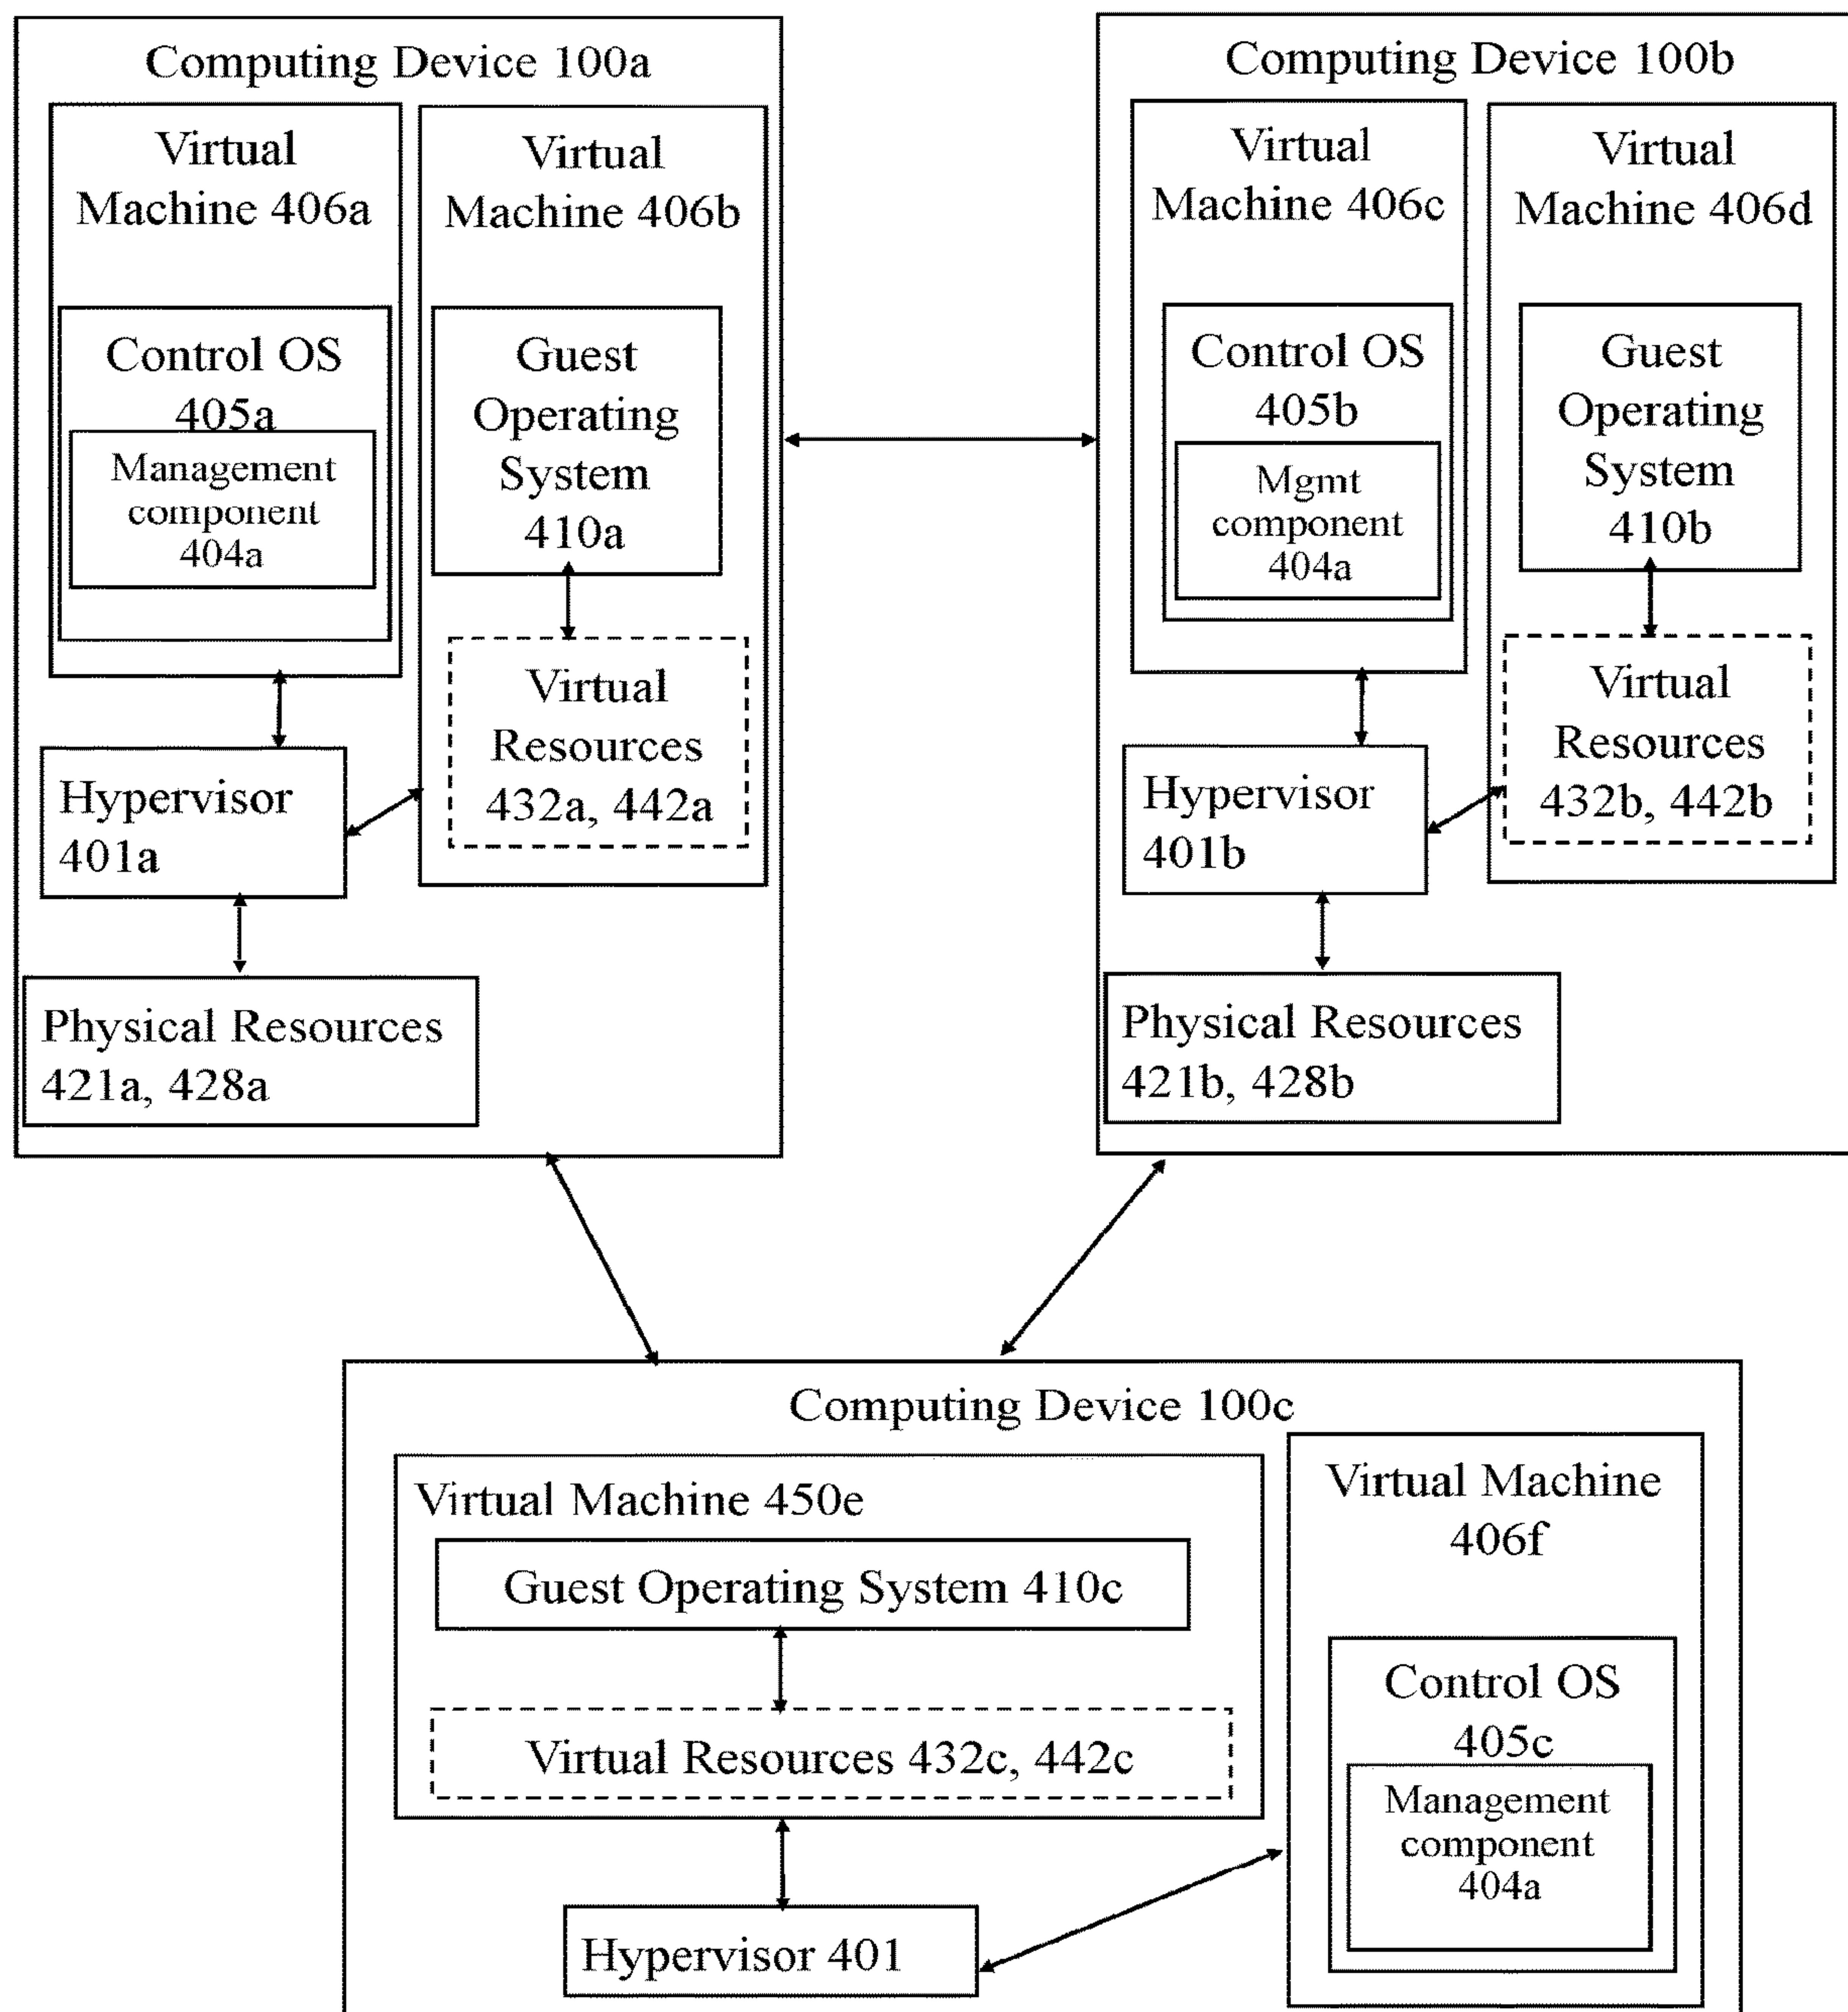 Computing Device 100a
Virtual
Machine 406a
Control OS
405a
Management
component
404a
Virtual
Machine 406b
Guest
Operating
System
410a
Virtual
Resources
432a, 442a
Hypervisor
401a
Physical Resources
421a, 428a
Computing Device 100b
Virtual
Machine 406c
Control OS
405b
Mgmt
component
404a
Virtual
Machine 406d
Guest
Operating
System
410b
Virtual
Resources
432b, 442b
Hypervisor
401b
Physical Resources
421b, 428b
Computing Device 100c
Virtual Machine 450e
Guest Operating System 410c
Virtual Resources 432c, 442c
Hypervisor 401
Virtual Machine
406f
Control OS
405c
Management
component
404a